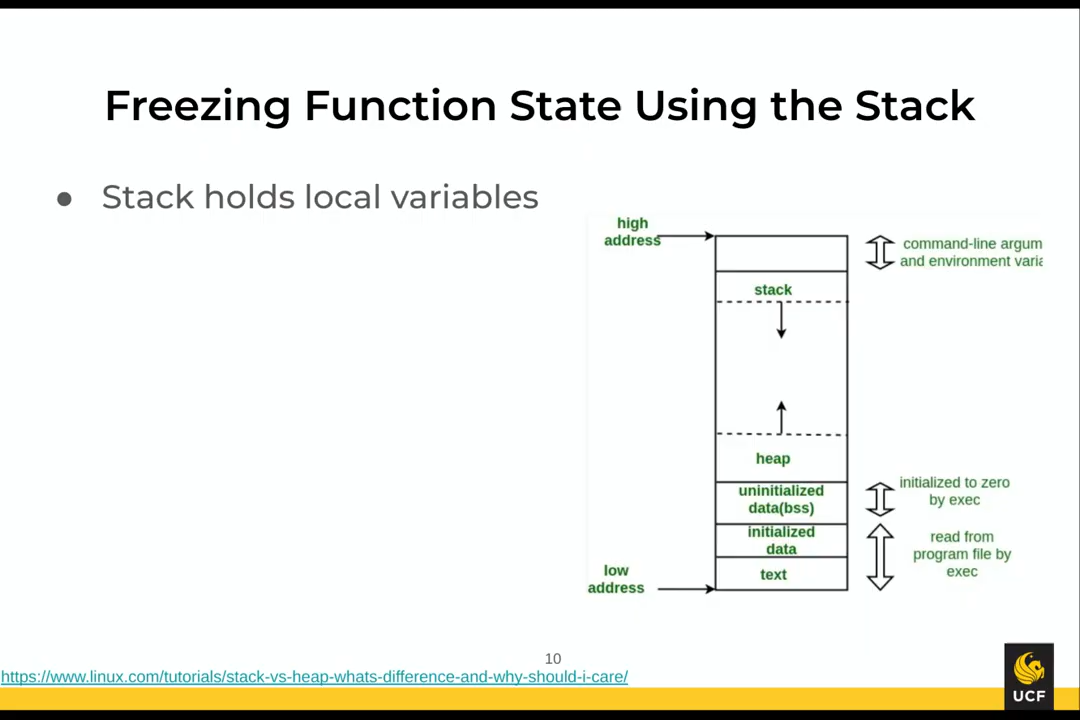 Freezing Function State Using the Stack
● Stack holds local variables
high
address
command-line argum
and environment varia
stack
heap
uninitialized
data(bss)
initialized to zero
by exec
initialized
data
read from
program file by
exec
text
low
address
10
https://www.linux.com/tutorials/stack-vs-heap-whats-difference-and-why-should-i-care/
UCF